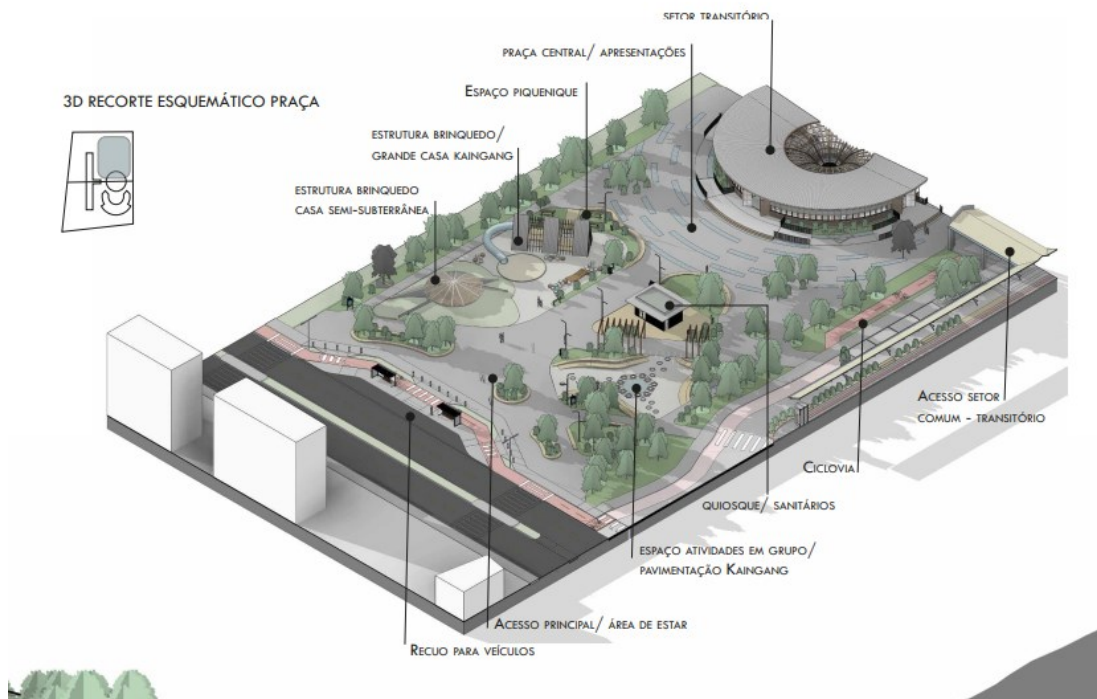 SETOR TRANSITÓRIO
PRAÇA CENTRAL/ APRESENTAÇÕES
ESPAÇO PIQUENIQUE
3D RECORTE ESQUEMÁTICO PRAÇA
ESTRUTURA BRINQUEDO/
GRANDE CASA KAINGANG
ESTRUTURA BRINQUEDO
CASA SEMI-SUBTERRÂNEA
ACESSO SETOR
COMUM - TRANSITÓRIO
CICLOVIA
QUIOSQUE/ SANITÁRIOS
ESPAÇO ATIVIDADES EM GRUPO/
PAVIMENTAÇÃO KAINGANG
ACESSO PRINCIPAL/ ÁREA DE ESTAR
RECUO PARA VEÍCULOS